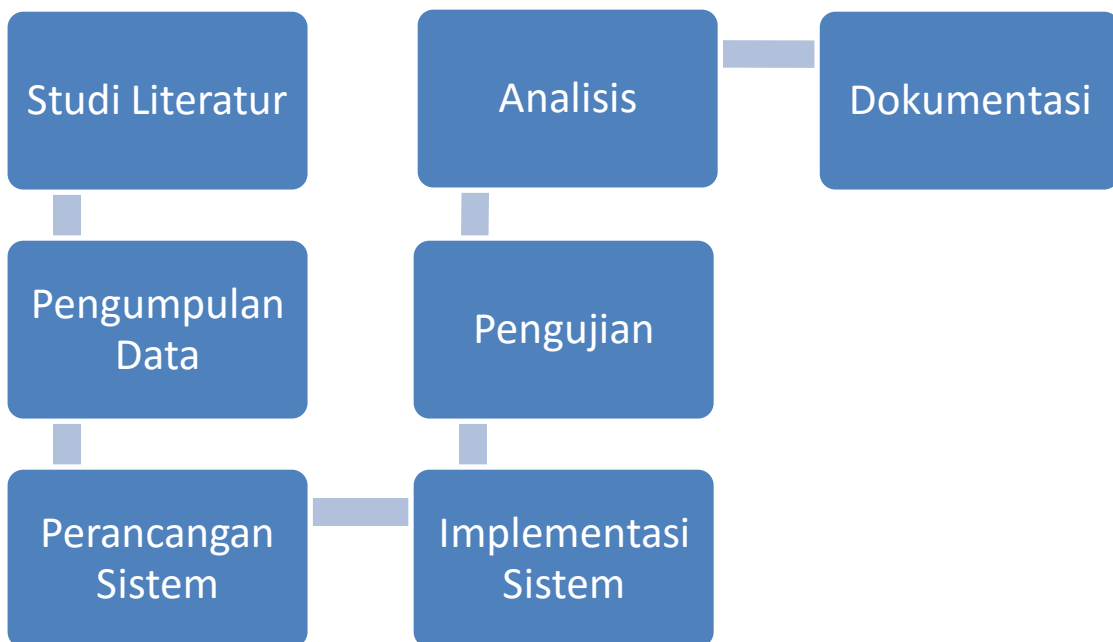 Studi Literatur
Pengumpulan
Data
Perancangan
Sistem
Implementasi
Sistem
Pengujian
Analisis
Dokumentasi